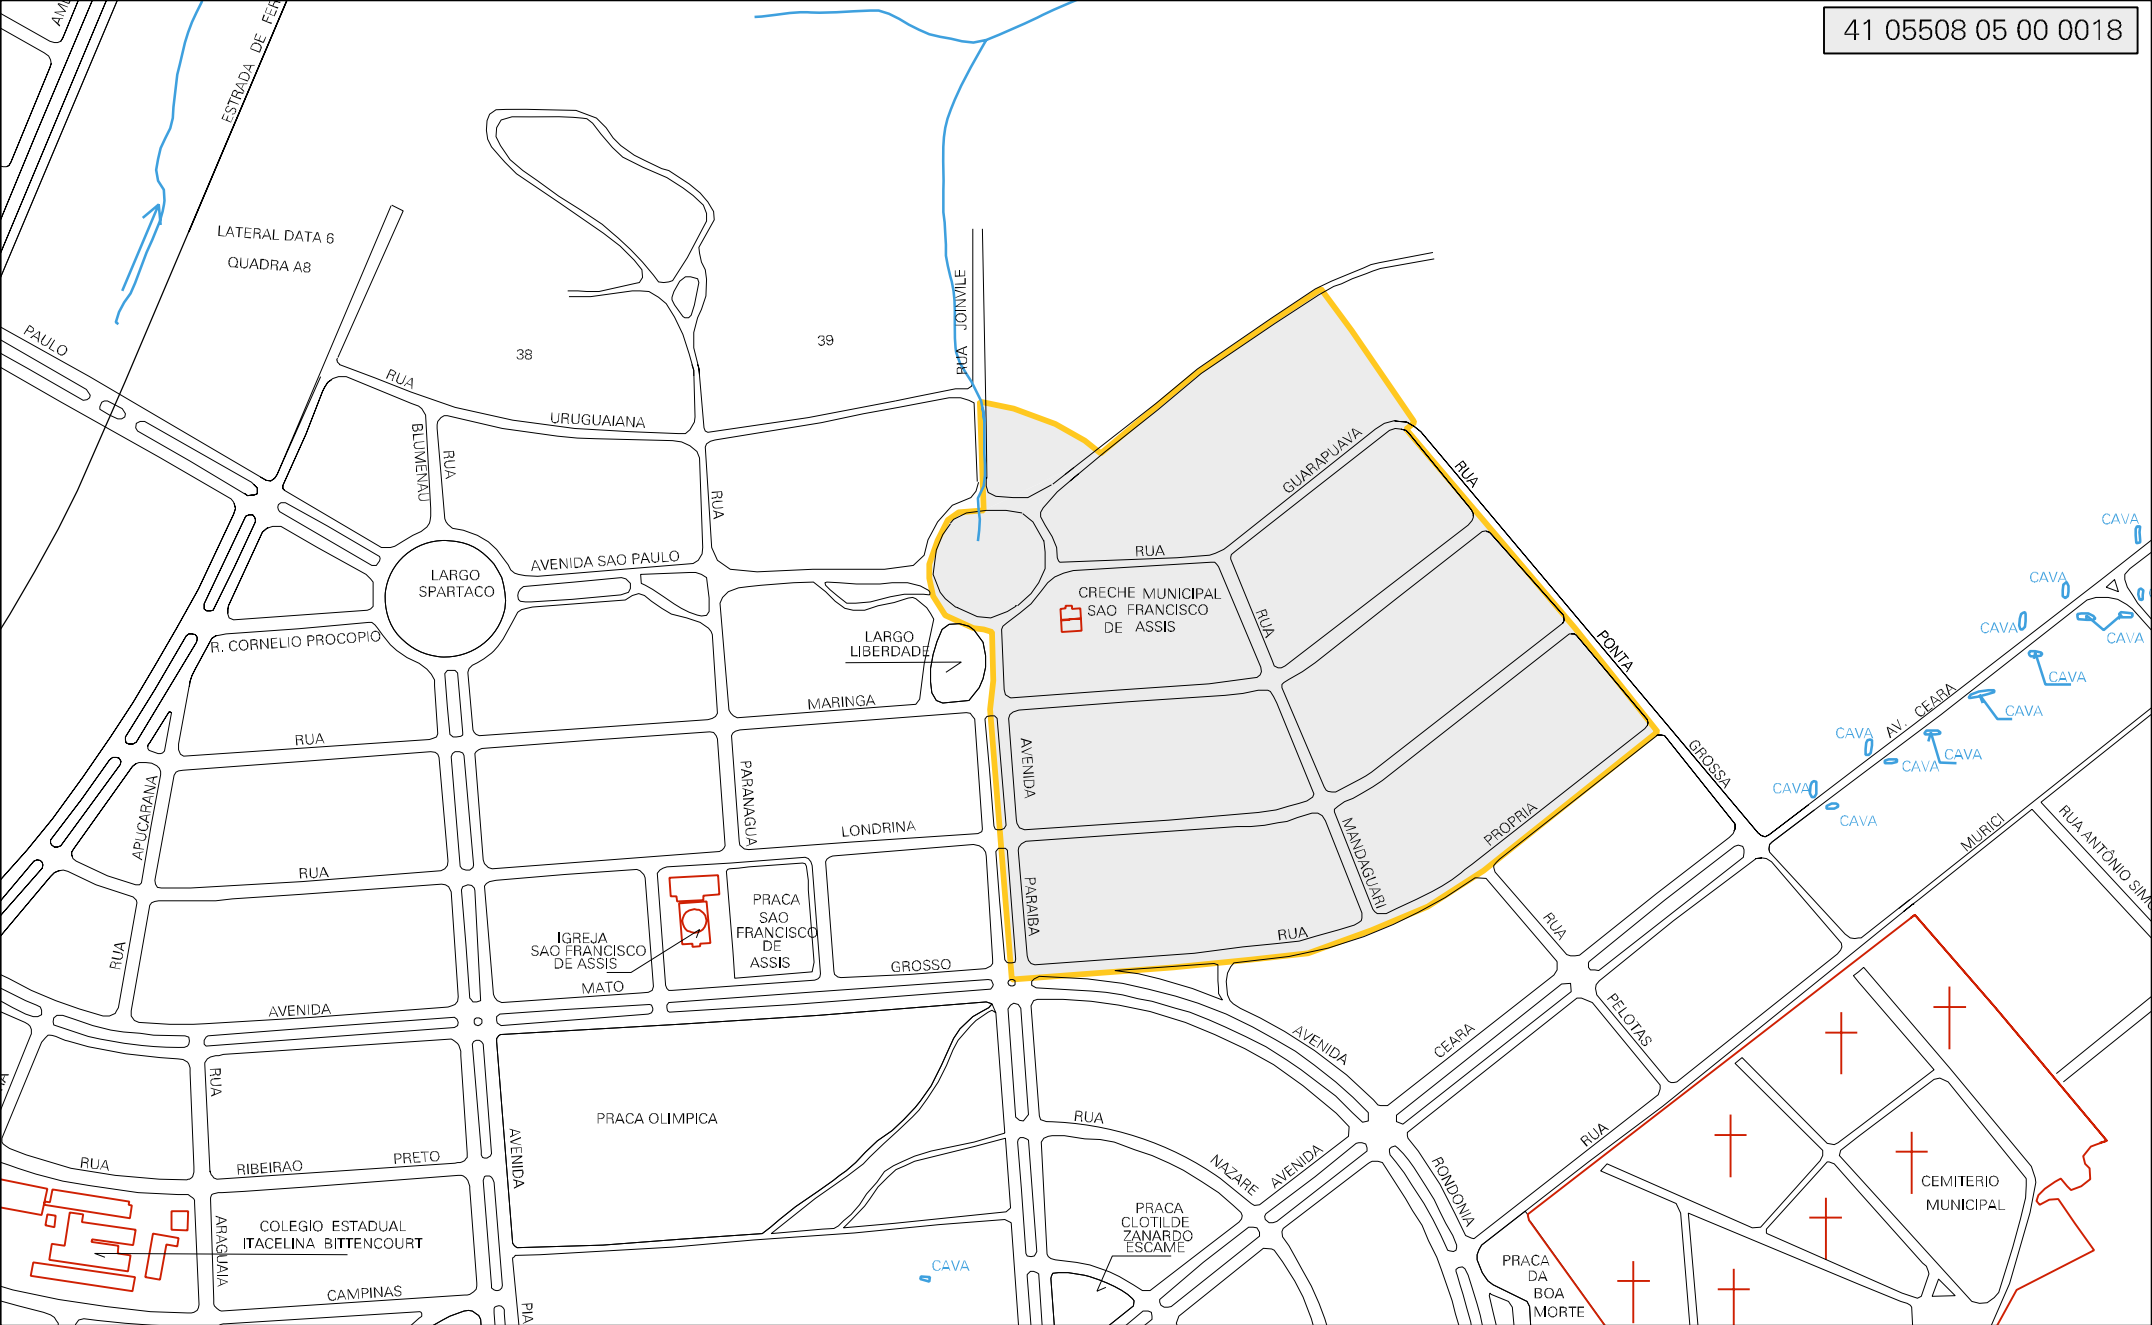 41 05508 05 00 0018
ESTRADA DE FER
LATERAL DATA 6
QUADRA A8
PAULO
38
39
RUA JOINVILE
RUA
URUGUAIANA
BLUMENAU
RUA
RUA
GUARAPUAVA
RUA
AVENIDA SAO PAULO
LARGO
SPARTACO
RUA
CRECHE MUNICIPAL
SAO FRANCISCO
DE ASSIS
RUA
R. CORNELIO PROCOPIO
LARGO
LIBERDADE
PONTA
CAVA
CAVA
CAVA
CAVA
CAVA
CAVA
CAVA
CAVA
CAVA
CAVA
CAVA
AV. CEARA
MARINGA
RUA
AVENIDA
GROSSA
PARANAGUA
APUCARANA
LONDRINA
PROPRIA
MANDAGUARI
MURICI
RUA ANTÔNIO SIMO
RUA
PRACA
SAO
FRANCISCO
DE
ASSIS
IGREJA
SAO FRANCISCO
DE ASSIS
PARAIBA
RUA
RUA
RUA
GROSSO
MATO
AVENIDA
AVENIDA
CEARA
PELOTAS
RUA
PRACA OLIMPICA
RUA
RUA
AVENIDA
RUA
RIBEIRAO
PRETO
NAZARE
AVENIDA
RONDONIA
CEMITERIO
MUNICIPAL
COLEGIO ESTADUAL
ITACELINA BITTENCOURT
ARAGUAIA
PRACA
CLOTILDE
ZANARDO
ESCAME
CAVA
CAMPINAS
PIA
PRACA
DA
BOA
MORTE